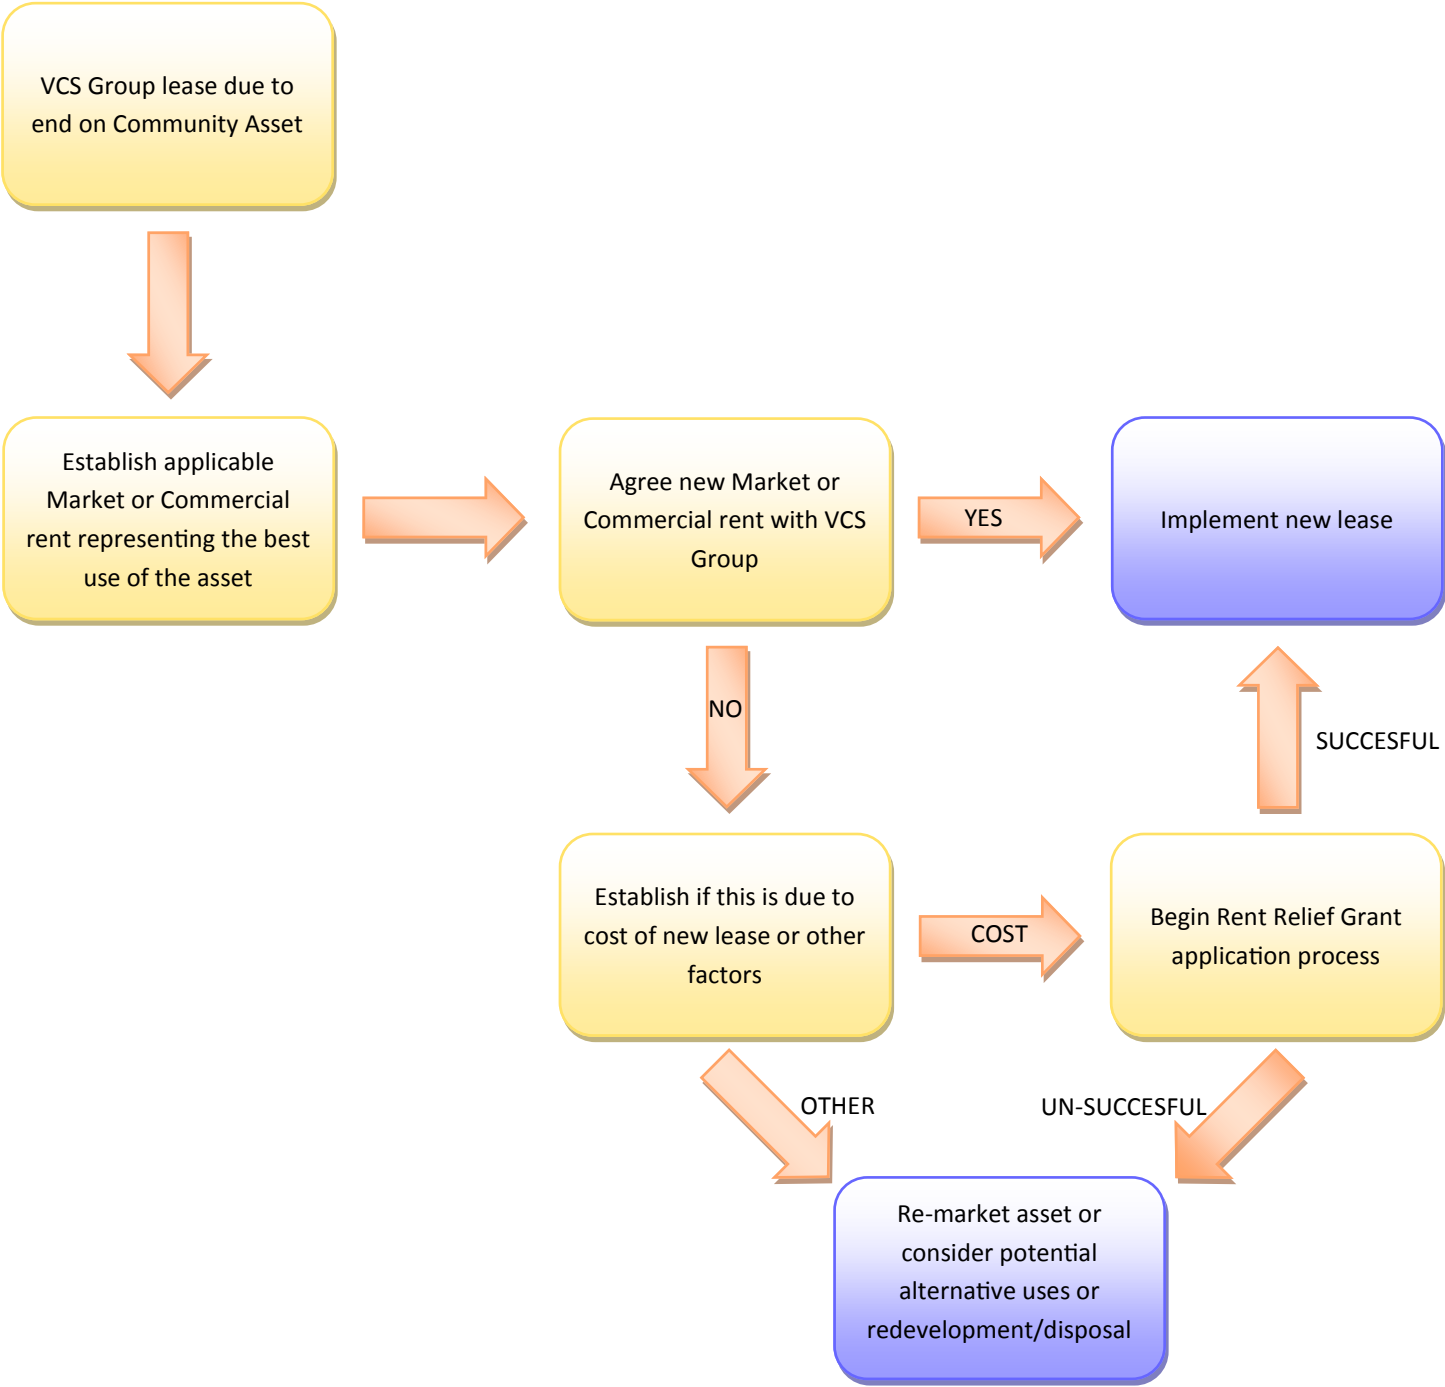 VCS Group lease due to
end on Community Asset
Establish applicable
Market or Commercial
rent representing the best
use of the asset
Agree new Market or
Commercial rent with VCS
Group
YES
Implement new lease
NO
SUCCESFUL
Establish if this is due to
cost of new lease or other
factors
COST
Begin Rent Relief Grant
application process
OTHER
UN-SUCCESFUL
Re-market asset or
consider potential
alternative uses or
redevelopment/disposal